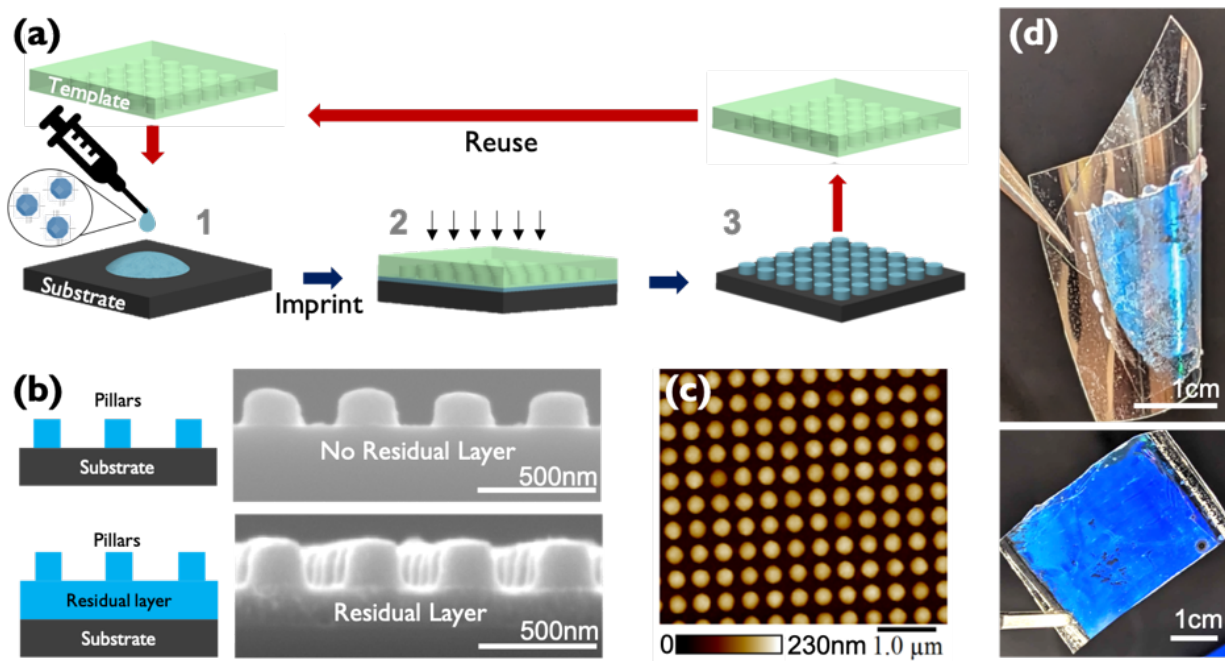 (a)
Template
Reuse
1
2
3
Substrate
Imprint
(b)
Pillars
Substrate
No Residual Layer
500nm
Pillars
Residual layer
Substrate
Residual Layer
500nm
(c)
0 230nm 1.0 μm
(d)
1cm
1cm